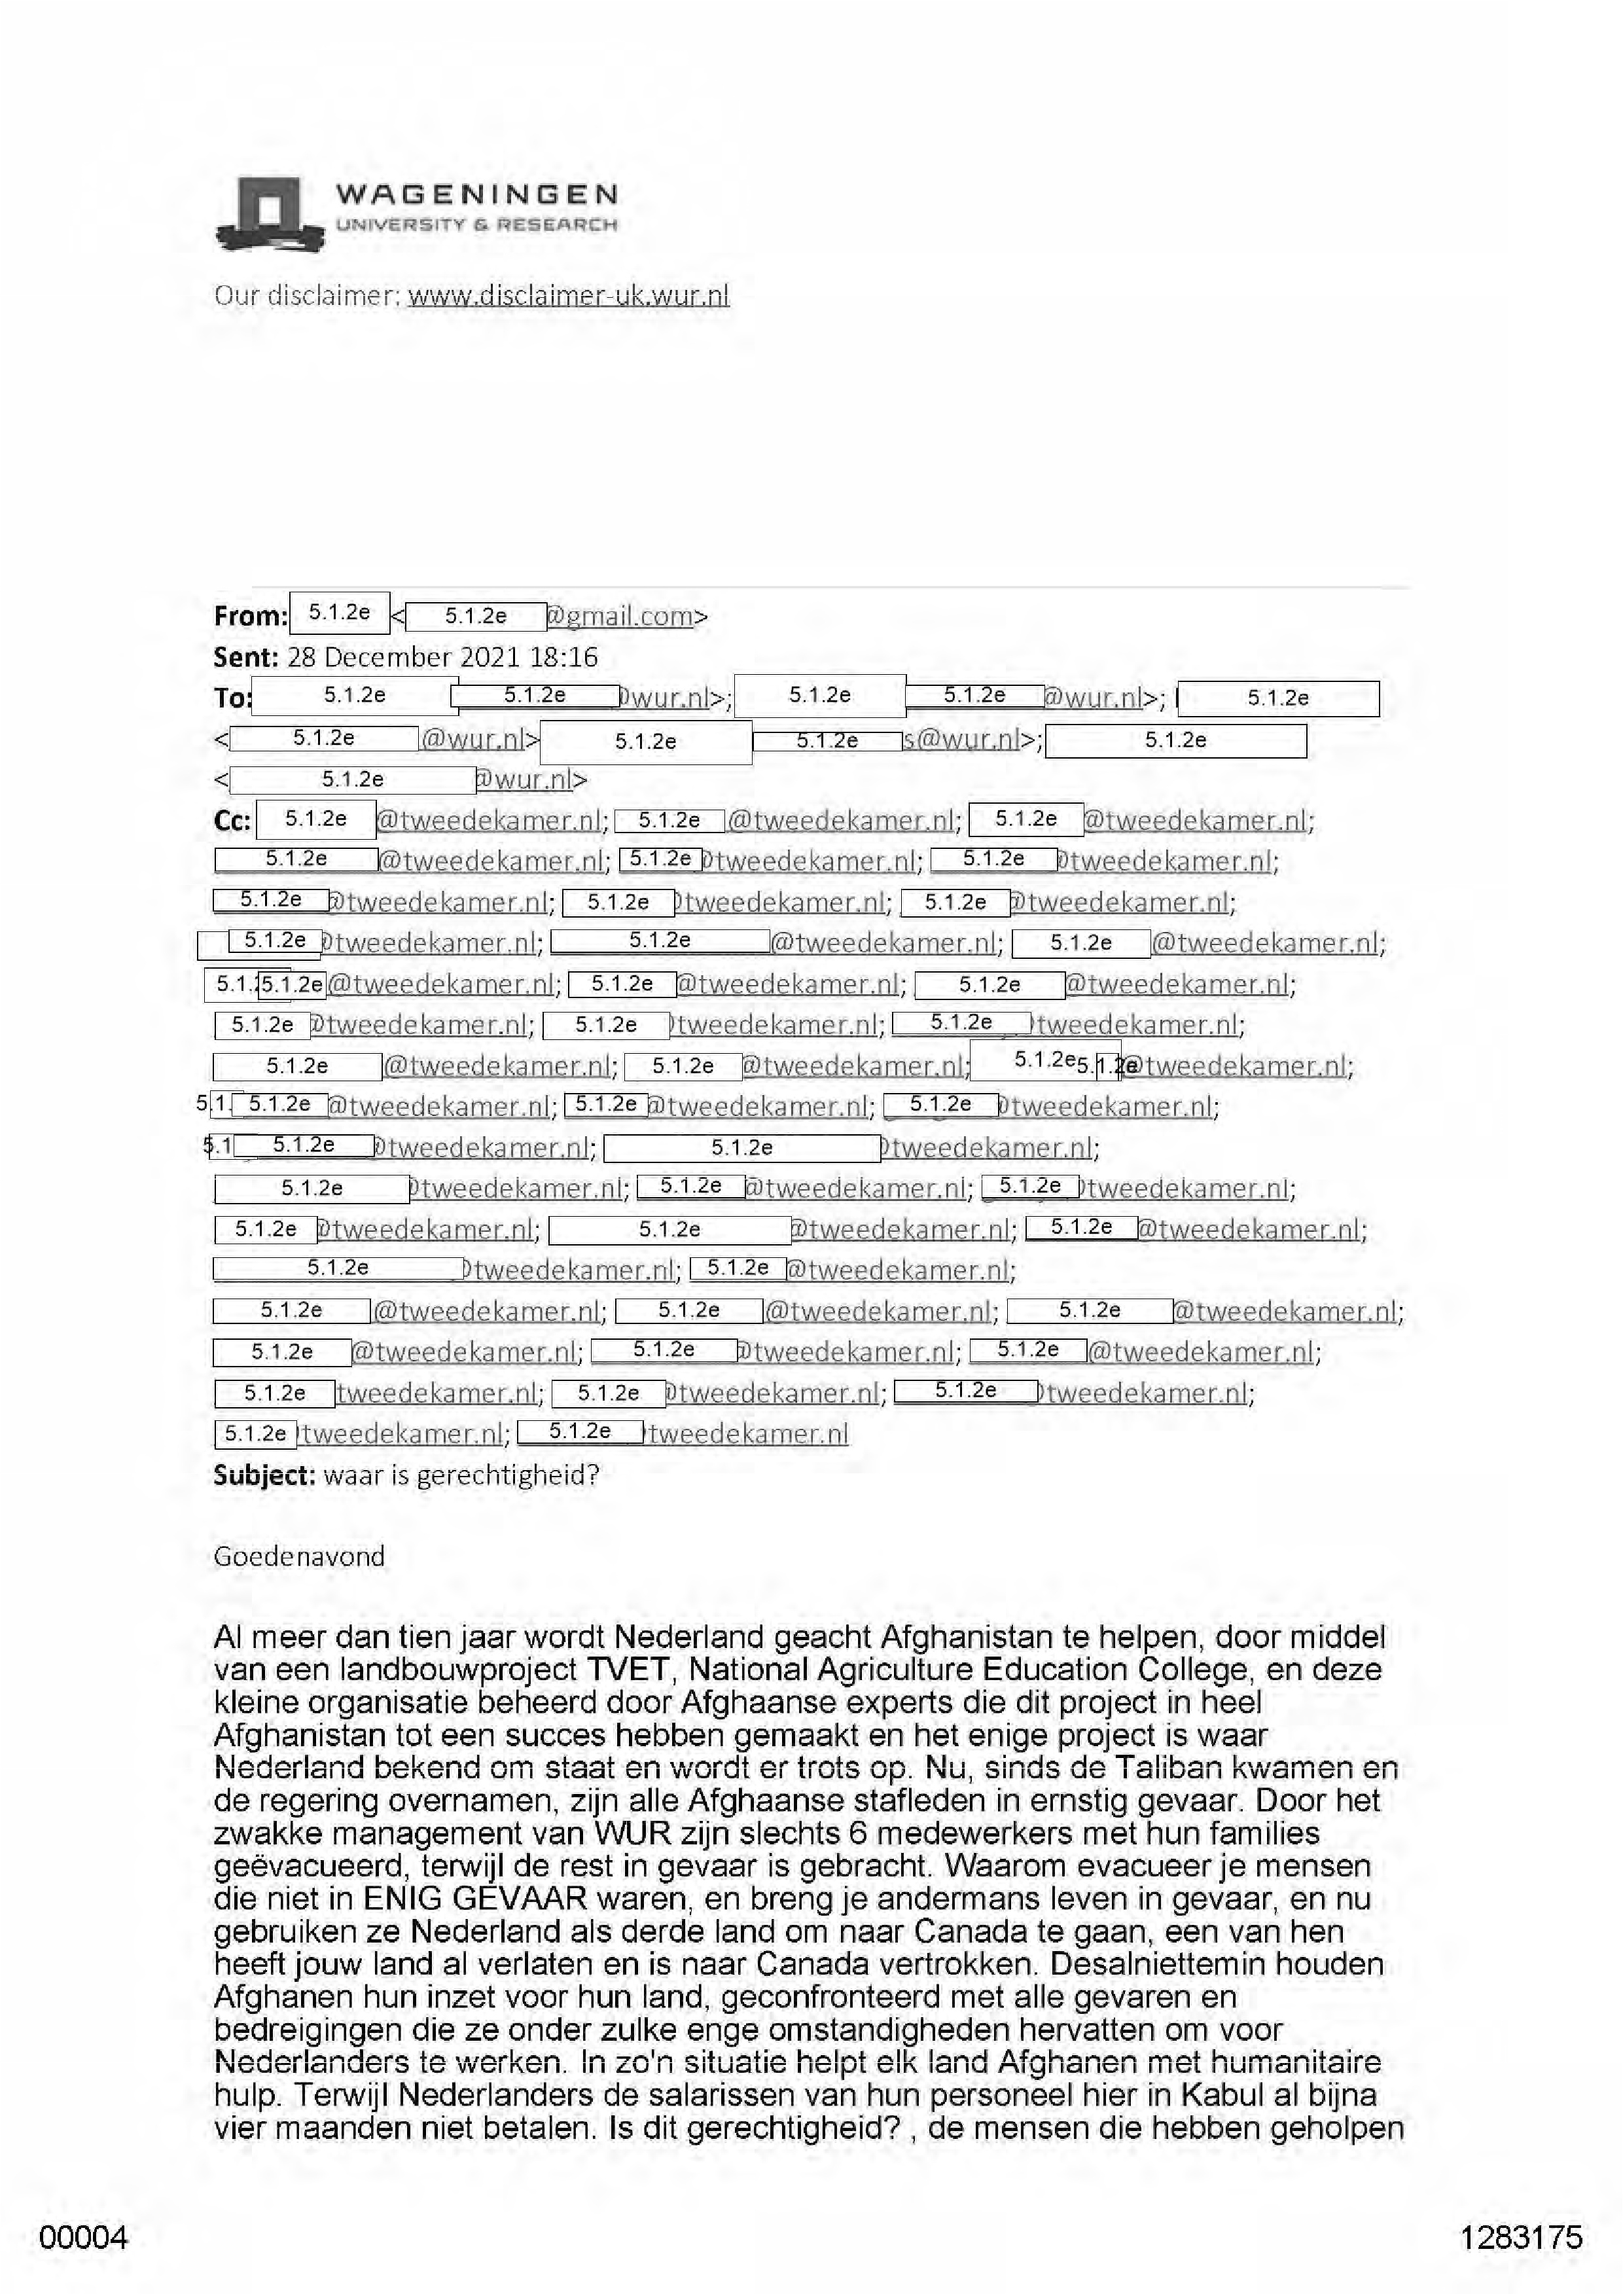 WAGENINGEN
UNIVERSITY & RESEARCH
Our disclaimer: www.disclaimer-uk.wur.nl
From: 5.1.2e < 5.1.2e @gmail.com>
Sent: 28 December 2021 18:16
To: 5.1.2e 5.1.2e @wur.nl>; 5.1.2e 5.1.2e @wur.nl>; 5.1.2e
< 5.1.2e @wur.nl> 5.1.2e 5.1.2e s@wur.nl>; 5.1.2e
< 5.1.2e @wur.nl>
Cc: 5.1.2e @tweedekamer.nl; 5.1.2e @tweedekamer.nl; 5.1.2e @tweedekamer.nl;
5.1.2e @tweedekamer.nl; 5.1.2e @tweedekamer.nl; 5.1.2e @tweedekamer.nl;
5.1.2e @tweedekamer.nl; 5.1.2e tweedekamer.nl; 5.1.2e @tweedekamer.nl;
5.1.2e @tweedekamer.nl; 5.1.2e @tweedekamer.nl; 5.1.2e @tweedekamer.nl;
5.1. 5.1.2e @tweedekamer.nl; 5.1.2e @tweedekamer.nl; 5.1.2e @tweedekamer.nl;
5.1.2e @tweedekamer.nl; 5.1.2e tweedekamer.nl; 5.1.2e tweedekamer.nl;
5.1.2e @tweedekamer.nl; 5.1.2e @tweedekamer.nl; 5.1.2e 5.1.2e @tweedekamer.nl;
5.1. 5.1.2e @tweedekamer.nl; 5.1.2e @tweedekamer.nl; 5.1.2e @tweedekamer.nl;
5.1 5.1.2e @tweedekamer.nl; 5.1.2e @tweedekamer.nl;
5.1.2e @tweedekamer.nl; 5.1.2e @tweedekamer.nl; 5.1.2e tweedekamer.nl;
5.1.2e @tweedekamer.nl; 5.1.2e @tweedekamer.nl; 5.1.2e @tweedekamer.nl;
5.1.2e @tweedekamer.nl; 5.1.2e @tweedekamer.nl;
5.1.2e @tweedekamer.nl; 5.1.2e @tweedekamer.nl; 5.1.2e @tweedekamer.nl;
5.1.2e @tweedekamer.nl; 5.1.2e @tweedekamer.nl; 5.1.2e @tweedekamer.nl;
5.1.2e tweedekamer.nl; 5.1.2e @tweedekamer.nl; 5.1.2e @tweedekamer.nl;
5.1.2e tweedekamer.nl; 5.1.2e tweedekamer.nl
Subject: waar is gerechtigheid?
Goedenavond
Al meer dan tien jaar wordt Nederland geacht Afghanistan te helpen, door middel
van een landbouwproject TVET, National Agriculture Education College, en deze
kleine organisatie beheerd door Afghaanse experts die dit project in heel
Afghanistan tot een succes hebben gemaakt en het enige project is waar
Nederland bekend om staat en wordt er trots op. Nu, sinds de Taliban kwamen en
de regering overnamen, zijn alle Afghaanse stafleden in ernstig gevaar. Door het
zwakke management van WUR zijn slechts 6 medewerkers met hun families
geëvacueerd, terwijl de rest in gevaar is gebracht. Waarom evacueer je mensen
die niet in ENIG GEVAAR waren, en breng je andermans leven in gevaar, en nu
gebruiken ze Nederland als derde land om naar Canada te gaan, een van hen
heeft jouw land al verlaten en is naar Canada vertrokken. Desalniettemin houden
Afghanen hun inzet voor hun land, geconfronteerd met alle gevaren en
bedreigingen die ze onder zulke enge omstandigheden hervatten om voor
Nederlanders te werken. In zo'n situatie helpt elk land Afghanen met humanitaire
hulp. Terwijl Nederlanders de salarissen van hun personeel hier in Kabul al bijna
vier maanden niet betalen. Is dit gerechtigheid? , de mensen die hebben geholpen
00004
1283175